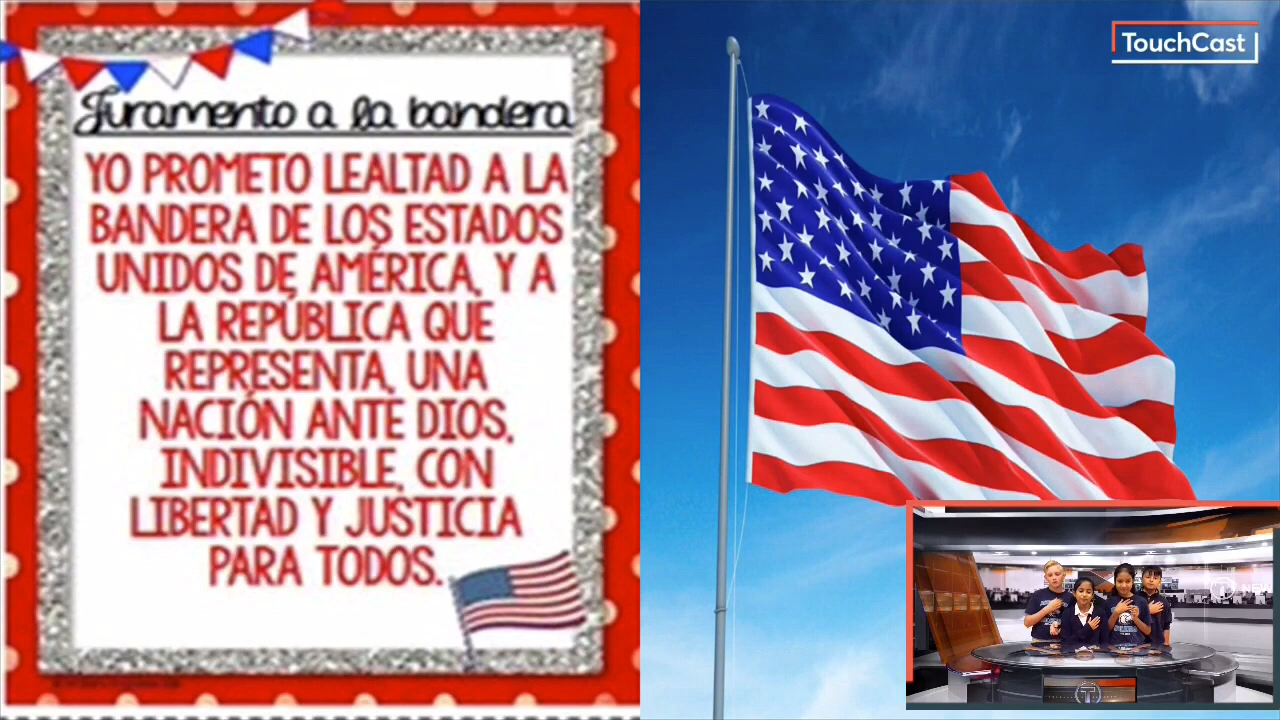 Juramento a la bandera
YO PROMETO LEALTAD A LA
BANDERA DE LOS ESTADOS
UNIDOS DE AMÉRICA, Y A
LA REPÚBLICA QUE
REPRESENTA, UNA
NACIÓN ANTE DIOS,
INDIVISIBLE, CON
LIBERTAD Y JUSTICIA
PARA TODOS.
TouchCast